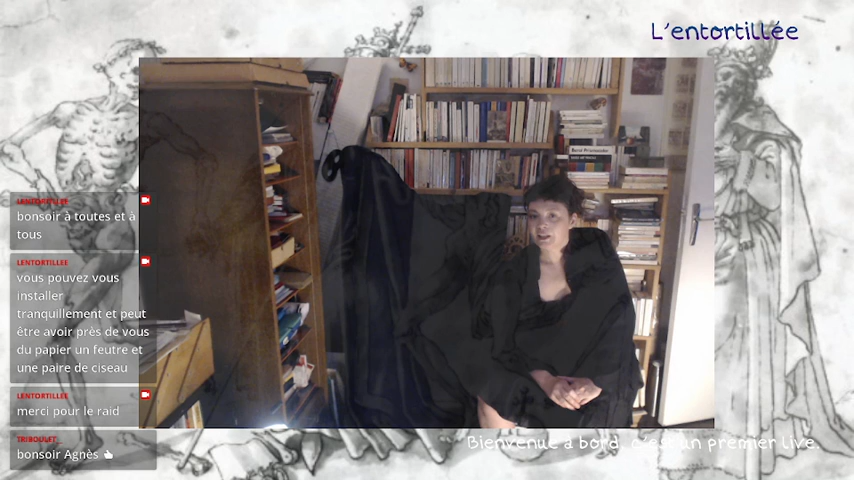 L'entortillée
LENTORTILLEE
bonsoir à toutes et à
tous
LENTORTILLEE
vous pouvez vous
installer
tranquillement et peut
être avoir près de vous
du papier un feutre et
une paire de ciseau
LENTORTILLEE
merci pour le raid
TRIBOULET
bonsoir Agnès
Bienvenue à bord, c'est un premier live.